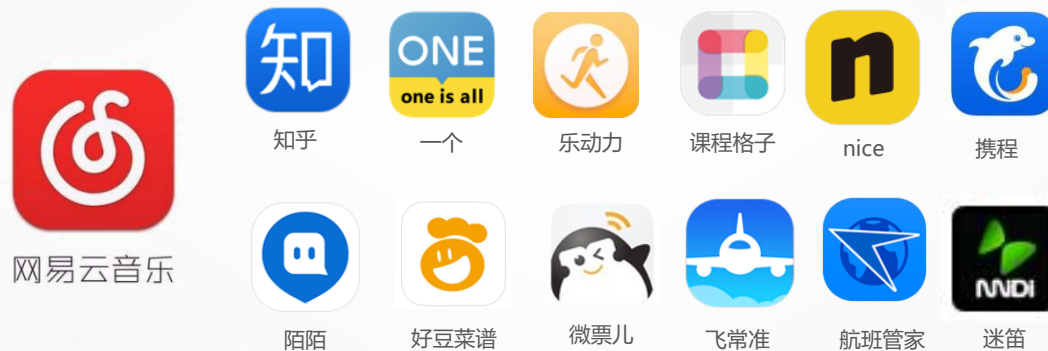 知
ONE
one is all
n
知乎
一个
乐动力
课程格子
nice
携程
网易云音乐
MiDi
陌陌
好豆菜谱
微票儿
飞常准
航班管家
迷笛